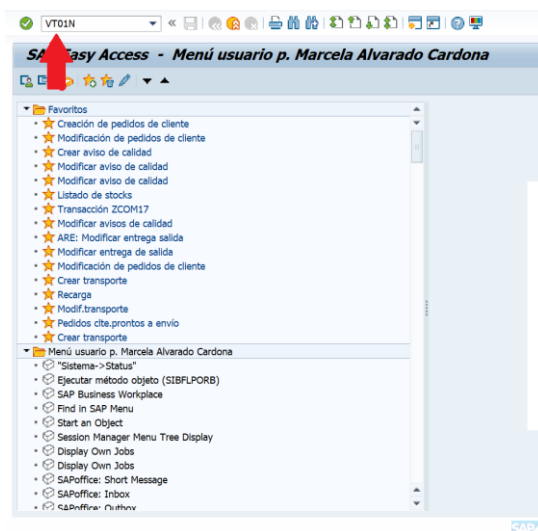 VT01N
SAP Easy Access - Menú usuario p. Marcela Alvarado Cardona
Favoritos
Creación de pedidos de cliente
Modificación de pedidos de cliente
Crear aviso de calidad
Modificar aviso de calidad
Modificar aviso de calidad
Listado de stocks
Transacción ZCOM17
Modificar avisos de calidad
ARE: Modificar entrega salida
Modificar entrega de salida
Modificación de pedidos de cliente
Crear transporte
Recarga
Modif.transporte
Pedidos clte.prontos a envío
Crear transporte
Menú usuario p. Marcela Alvarado Cardona
"Sistema->Status"
Ejecutar método objeto (SIBFLPORB)
SAP Business Workplace
Find in SAP Menu
Start an Object
Session Manager Menu Tree Display
Display Own Jobs
Display Own Jobs
SAPoffice: Short Message
SAPoffice: Inbox
SAPoffice: Outbox
SAP